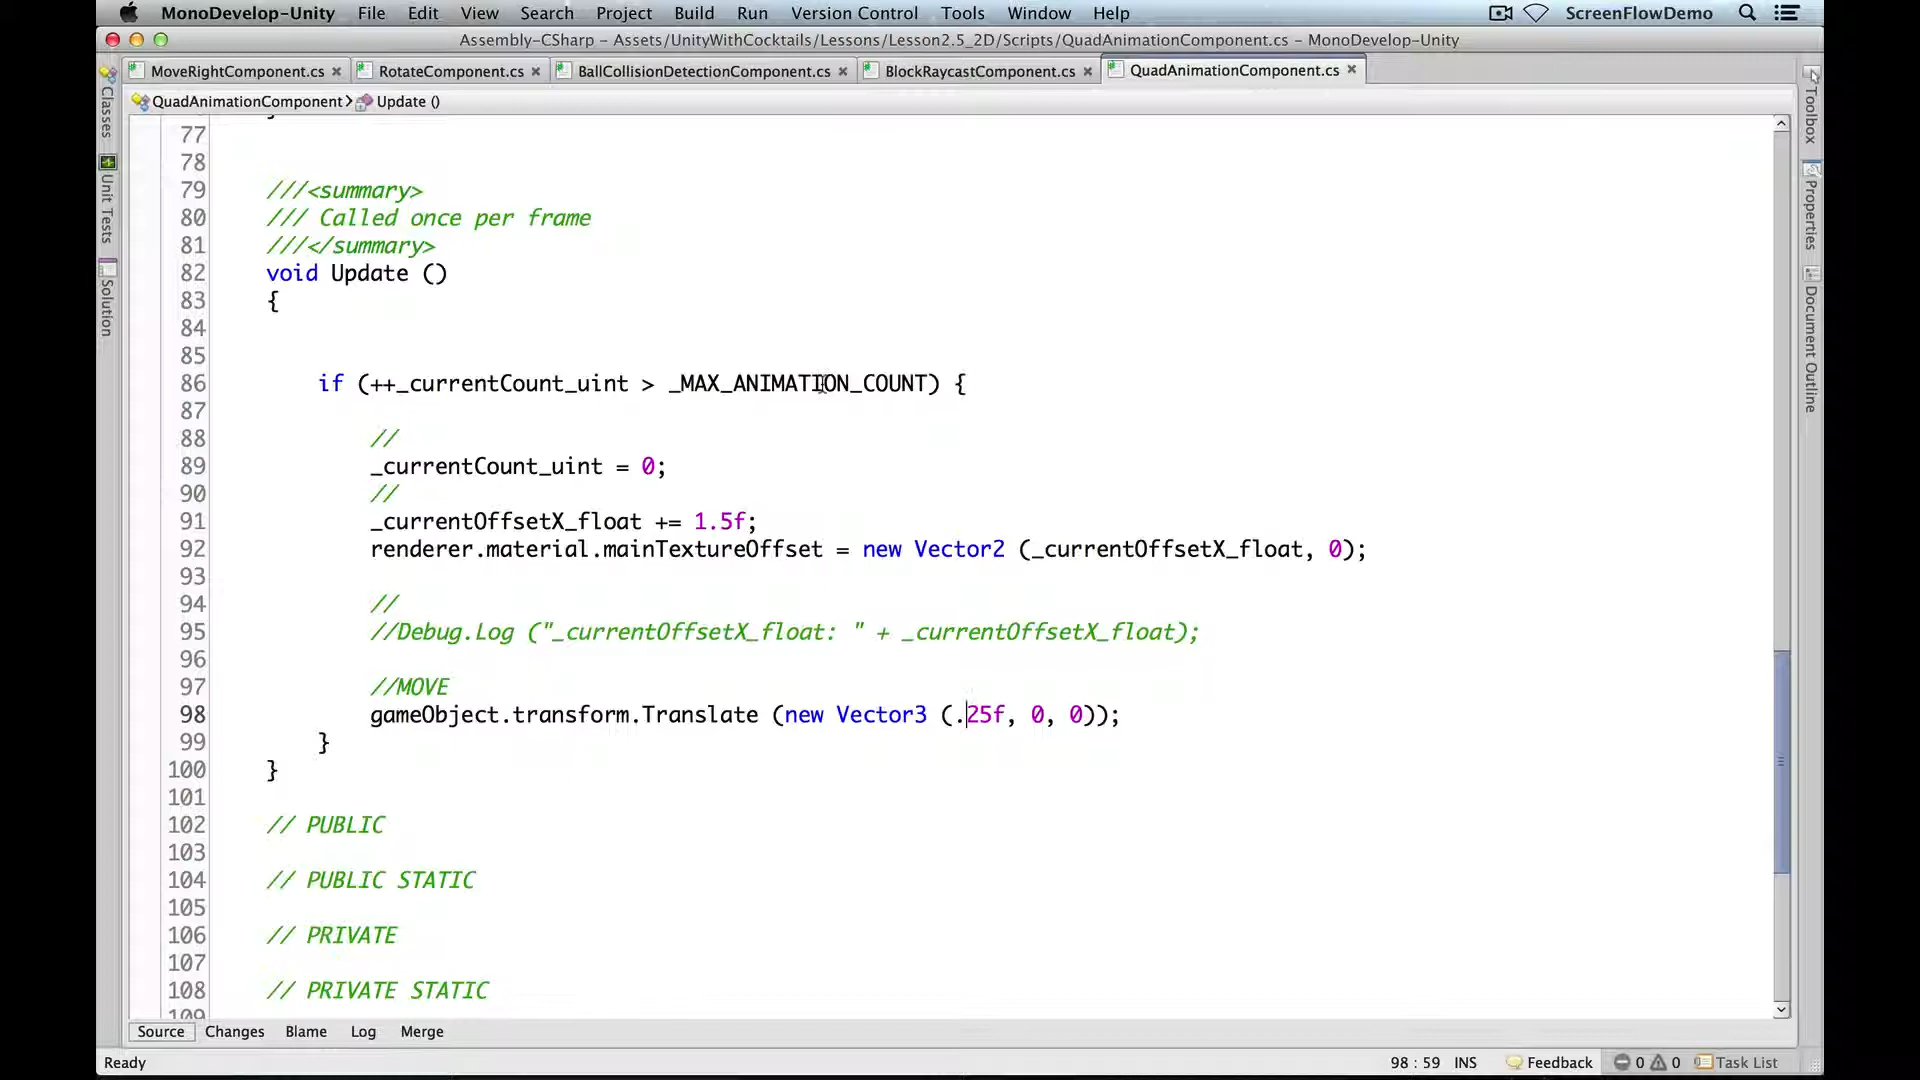 MonoDevelop-Unity File Edit View Search Project Build Run Version Control Tools Window Help ScreenFlowDemo
Assembly-CSharp – Assets/UnityWithCocktails/Lessons/Lesson2.5_2D/Scripts/QuadAnimationComponent.cs – MonoDevelop-Unity
MoveRightComponent.cs RotateComponent.cs BallCollisionDetectionComponent.cs BlockRaycastComponent.cs QuadAnimationComponent.cs
QuadAnimationComponent Update ()
Classes
Unit Tests
Solution
77
78
79 ///<summary>
80 /// Called once per frame
81 ///</summary>
82 void Update ()
83 {
84
85
86 if (++_currentCount_uint > _MAX_ANIMATION_COUNT) {
87
88 //
89 _currentCount_uint = 0;
90 //
91 _currentOffsetX_float += 1.5f;
92 renderer.material.mainTextureOffset = new Vector2 (_currentOffsetX_float, 0);
93
94 //
95 //Debug.Log ("_currentOffsetX_float: " + _currentOffsetX_float);
96
97 //MOVE
98 gameObject.transform.Translate (new Vector3 (.25f, 0, 0));
99 }
100 }
101
102 // PUBLIC
103
104 // PUBLIC STATIC
105
106 // PRIVATE
107
108 // PRIVATE STATIC
109
Toolbox
Properties
Document Outline
Source Changes Blame Log Merge
Ready 98 : 59 INS Feedback 0 0 Task List